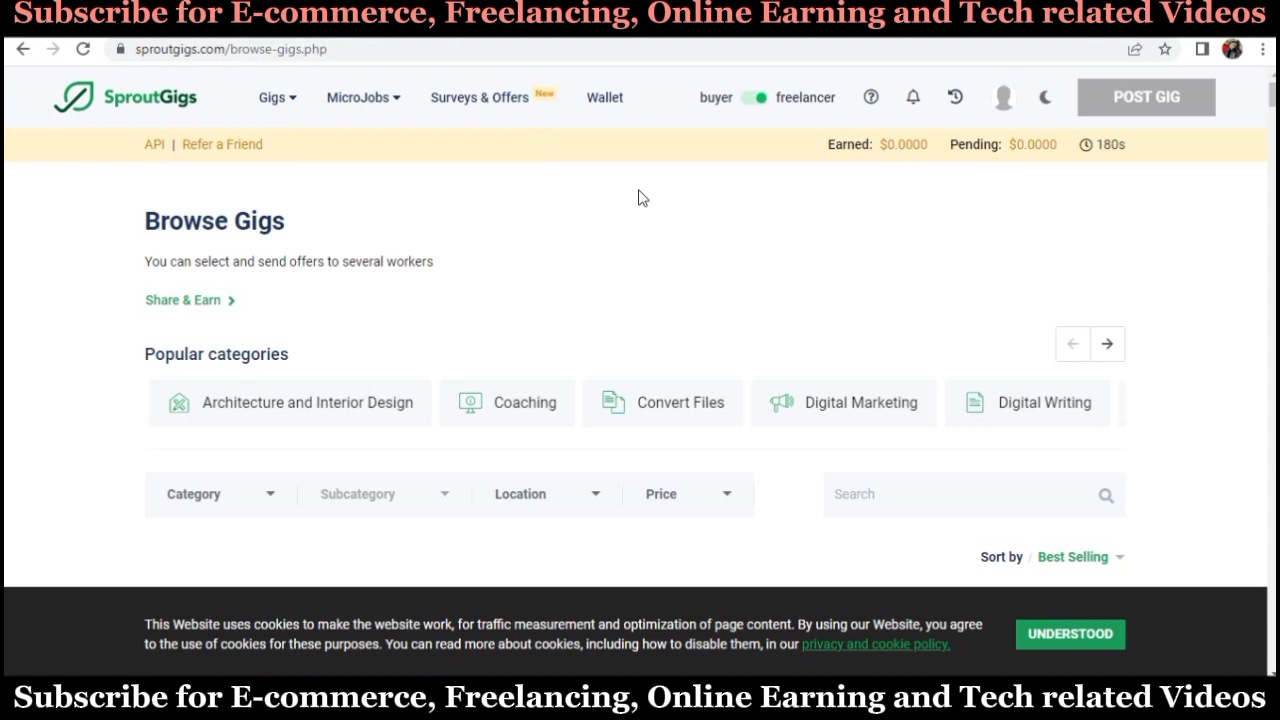 Subscribe for E-commerce, Freelancing, Online Earning and Tech related Videos
sproutgigs.com/browse-gigs.php
SproutGigs Gigs MicroJobs Surveys & Offers New Wallet buyer freelancer POST GIG
API | Refer a Friend Earned: $0.0000 Pending: $0.0000 180s
Browse Gigs
You can select and send offers to several workers
Share & Earn
Popular categories
Architecture and Interior Design Coaching Convert Files Digital Marketing Digital Writing
Category Subcategory Location Price Search
Sort by / Best Selling
This Website uses cookies to make the website work, for traffic measurement and optimization of page content. By using our Website, you agree
to the use of cookies for these purposes. You can read more about cookies, including how to disable them, in our privacy and cookie policy.
UNDERSTOOD
Subscribe for E-commerce, Freelancing, Online Earning and Tech related Videos